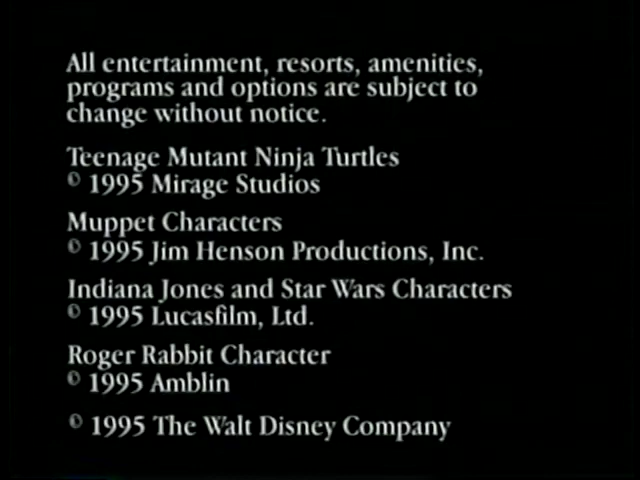 All entertainment, resorts, amenities,
programs and options are subject to
change without notice.
Teenage Mutant Ninja Turtles
© 1995 Mirage Studios
Muppet Characters
© 1995 Jim Henson Productions, Inc.
Indiana Jones and Star Wars Characters
© 1995 Lucasfilm, Ltd.
Roger Rabbit Character
© 1995 Amblin
© 1995 The Walt Disney Company